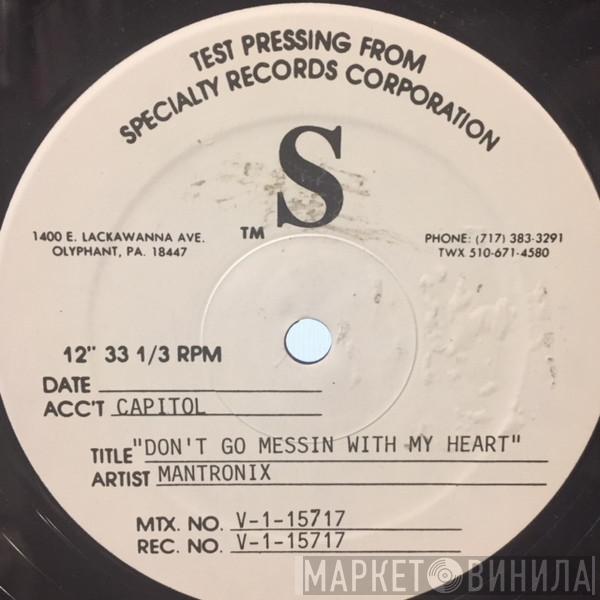 TEST PRESSING FROM
SPECIALTY RECORDS CORPORATION
S
TM
1400 E. LACKAWANNA AVE.
OLYPHANT, PA. 18447
PHONE: (717) 383-3291
TWX 510-671-4580
12" 33 1/3 RPM
DATE
ACC'T CAPITOL
TITLE "DON'T GO MESSIN WITH MY HEART"
ARTIST MANTRONIX
MTX. NO. V-1-15717
REC. NO. V-1-15717
МАРКЕТ ВИНИЛА